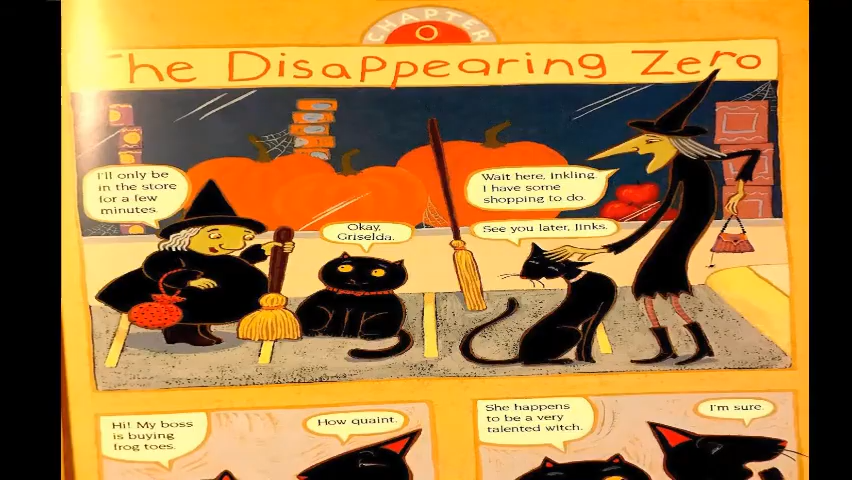 CHAPTER
0
The Disappearing Zero
I'll only be
in the store
for a few
minutes.
Okay,
Griselda.
Wait here, Inkling.
I have some
shopping to do.
See you later, Jinks.
Hi! My boss
is buying
frog toes.
How quaint.
She happens
to be a very
talented witch.
I'm sure.